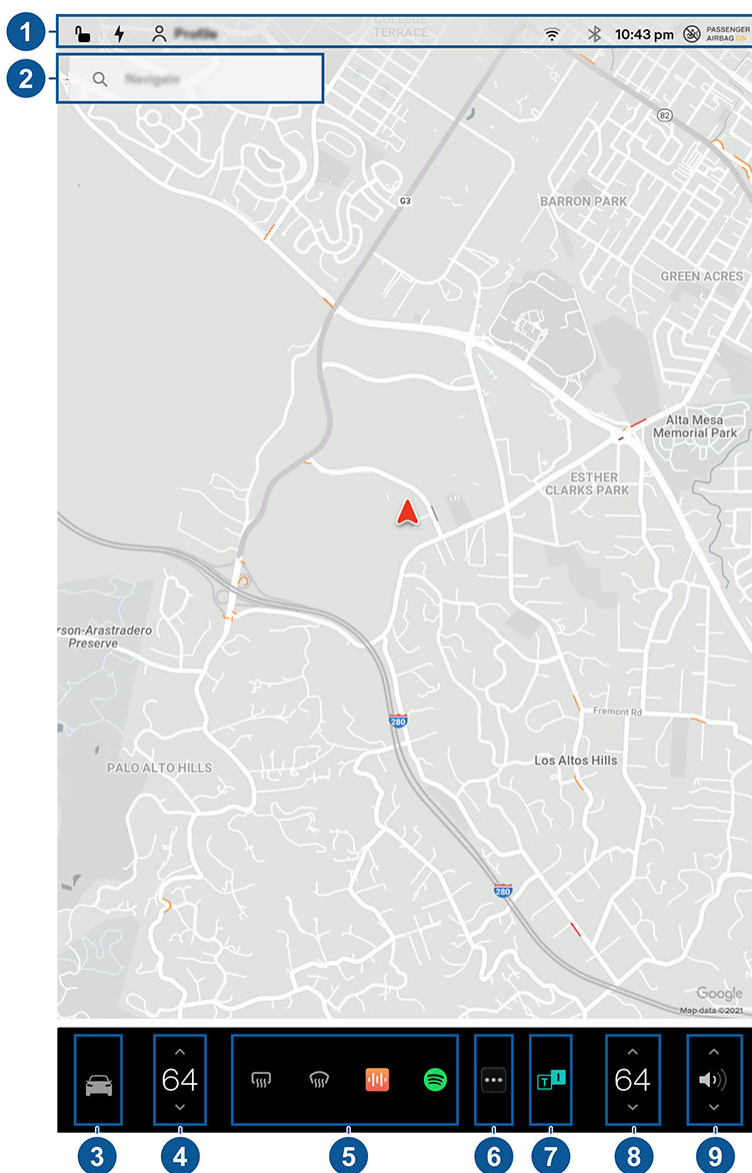 1
COLLEGE
TERRACE
Profile
10:43 pm
PASSENGER
AIRBAG ON
2
Navigate
82
G3
BARRON PARK
GREEN ACRES
Alta Mesa
Memorial Park
ESTHER
CLARKS PARK
rson-Arastradero
Preserve
280
Fremont Rd
PALO ALTO HILLS
Los Altos Hills
280
Google
Map data ©2021
64
T I
64
3
4
5
6
7
8
9